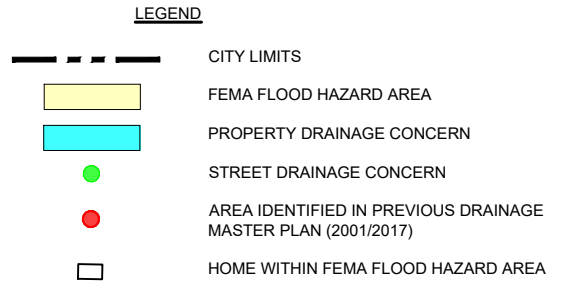 LEGEND
CITY LIMITS
FEMA FLOOD HAZARD AREA
PROPERTY DRAINAGE CONCERN
STREET DRAINAGE CONCERN
AREA IDENTIFIED IN PREVIOUS DRAINAGE
MASTER PLAN (2001/2017)
HOME WITHIN FEMA FLOOD HAZARD AREA